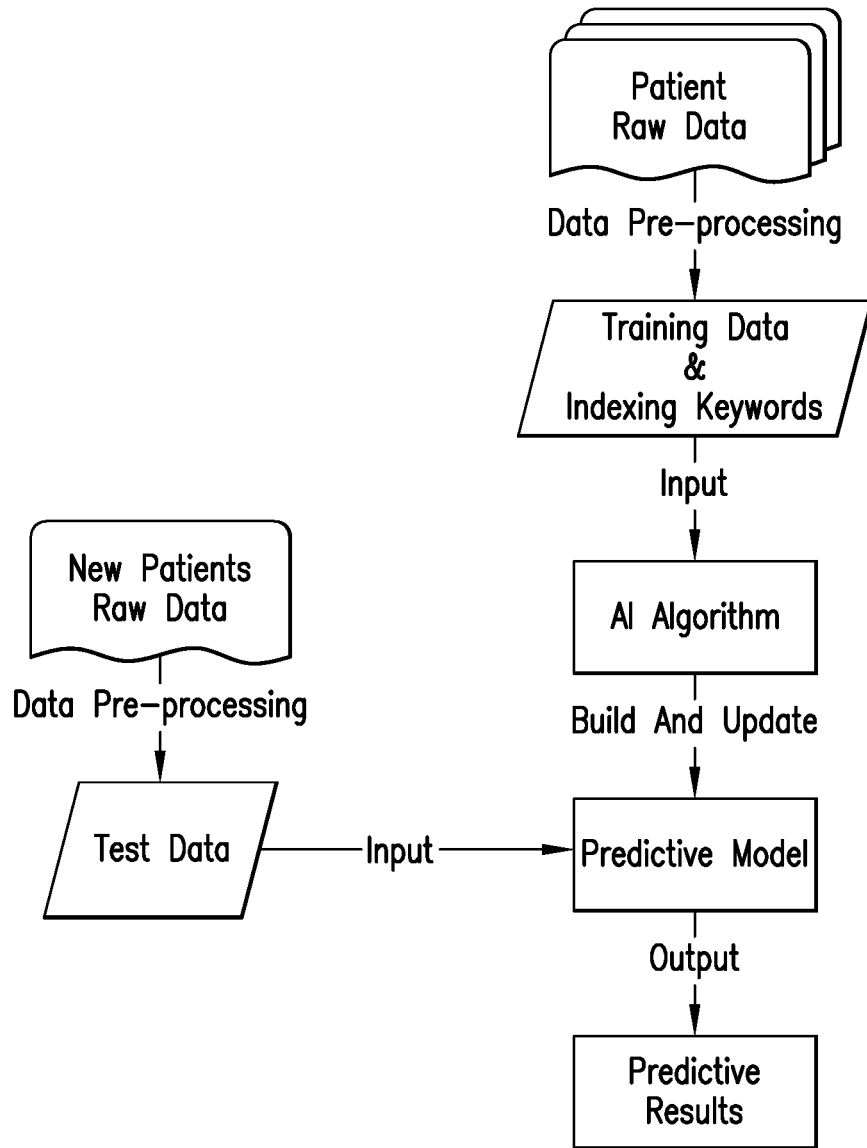 Patient
Raw Data
Data Pre-processing
Training Data
&
Indexing Keywords
Input
New Patients
Raw Data
AI Algorithm
Data Pre-processing
Build And Update
Test Data
Input
Predictive Model
Output
Predictive
Results